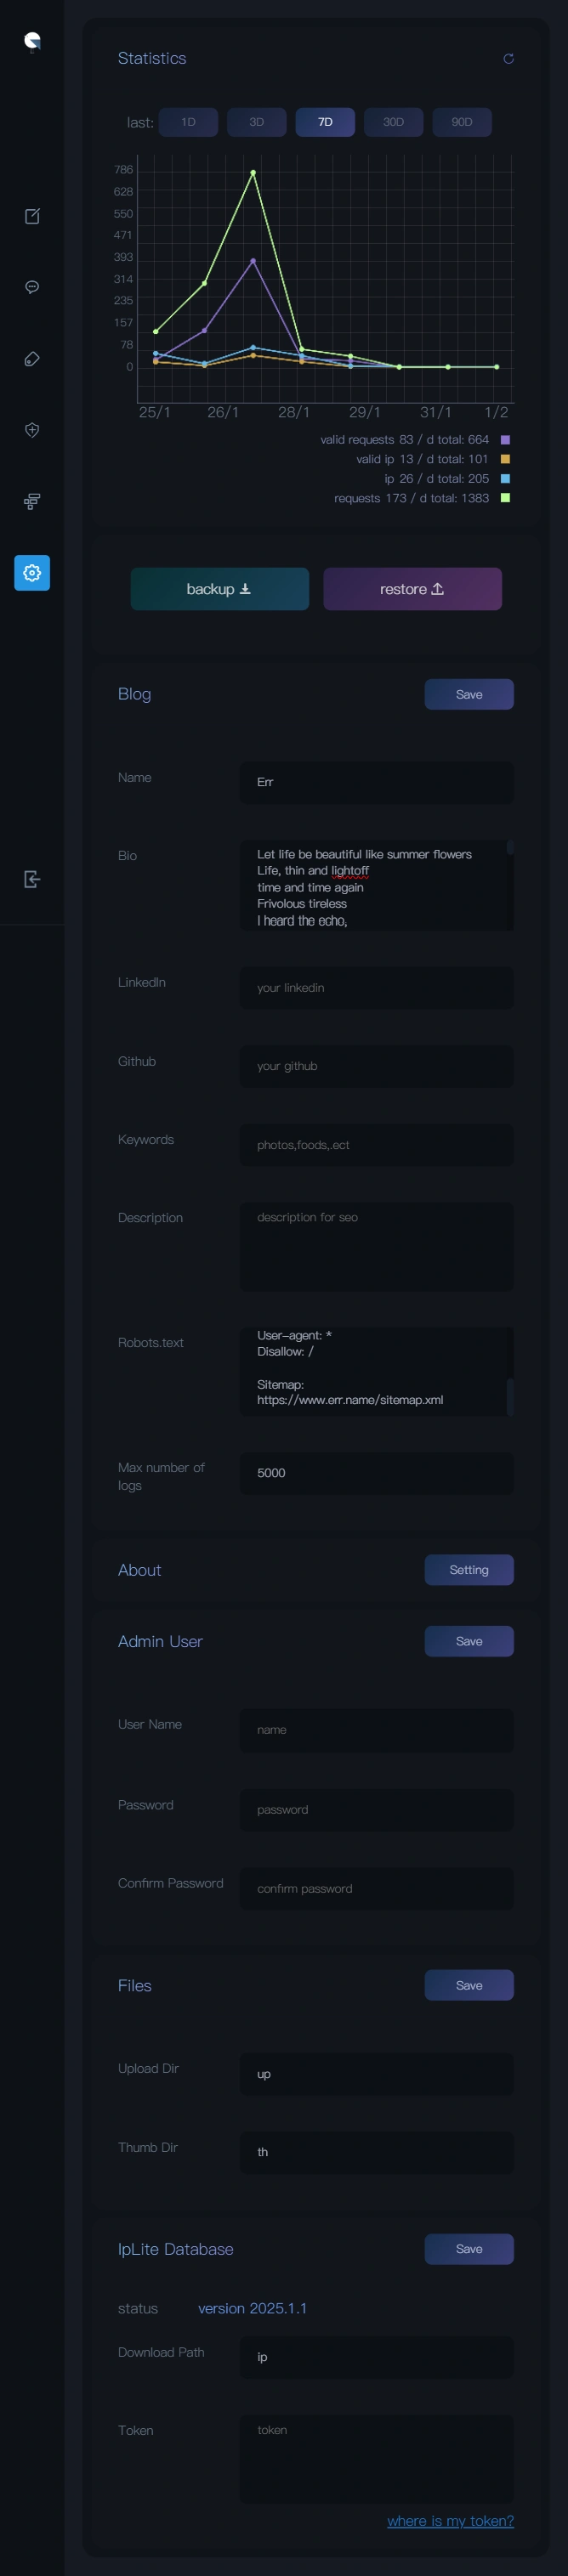 Statistics
last: 1D 3D 7D 30D 90D
786
628
550
471
393
314
235
157
78
0
25/1 26/1 28/1 29/1 31/1 1/2
valid requests 83 / d total: 664
valid ip 13 / d total: 101
ip 26 / d total: 205
requests 173 / d total: 1383
backup restore
Blog Save
Name Err
Bio Let life be beautiful like summer flowers
Life, thin and lightoff
time and time again
Frivolous tireless
I heard the echo,
LinkedIn your linkedin
Github your github
Keywords photos,foods,.ect
Description description for seo
Robots.text User-agent: *
Disallow: /
Sitemap:
https://www.err.name/sitemap.xml
Max number of
logs 5000
About Setting
Admin User Save
User Name name
Password password
Confirm Password confirm password
Files Save
Upload Dir up
Thumb Dir th
IpLite Database Save
status version 2025.1.1
Download Path ip
Token token
where is my token?